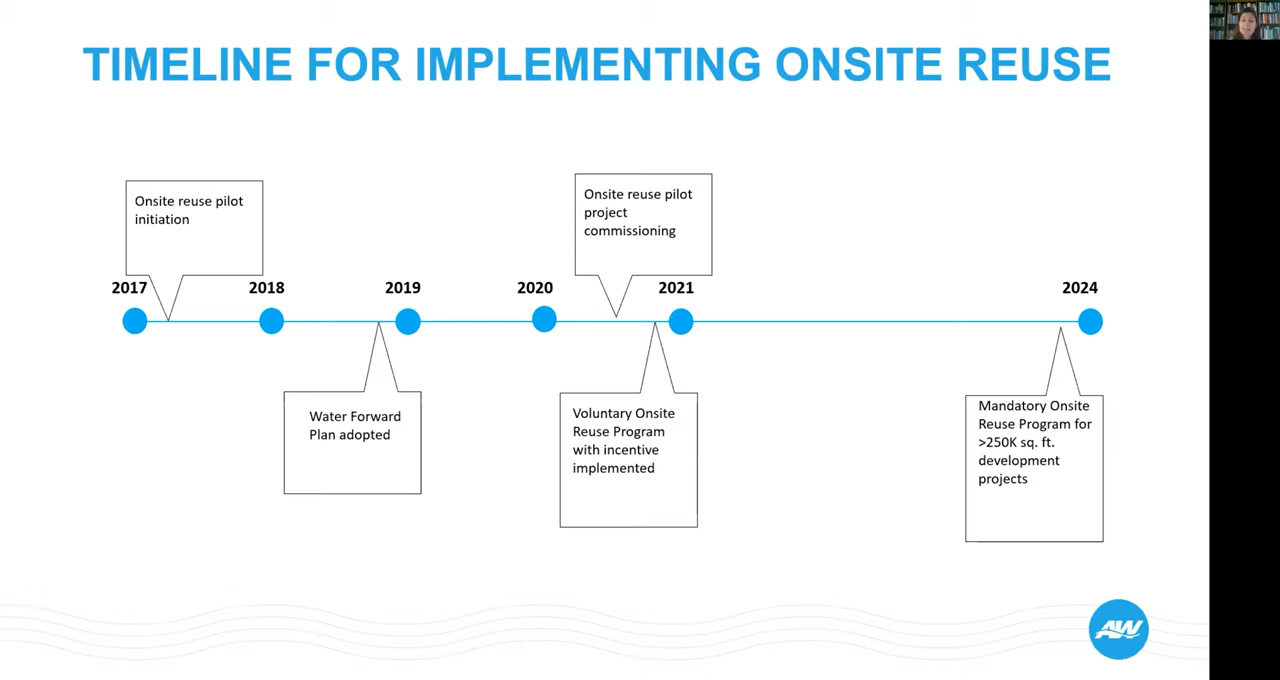 TIMELINE FOR IMPLEMENTING ONSITE REUSE
Onsite reuse pilot
initiation
Onsite reuse pilot
project
commissioning
2017
2018
2019
2020
2021
2024
Water Forward
Plan adopted
Voluntary Onsite
Reuse Program
with incentive
implemented
Mandatory Onsite
Reuse Program for
>250K sq. ft.
development
projects
AW